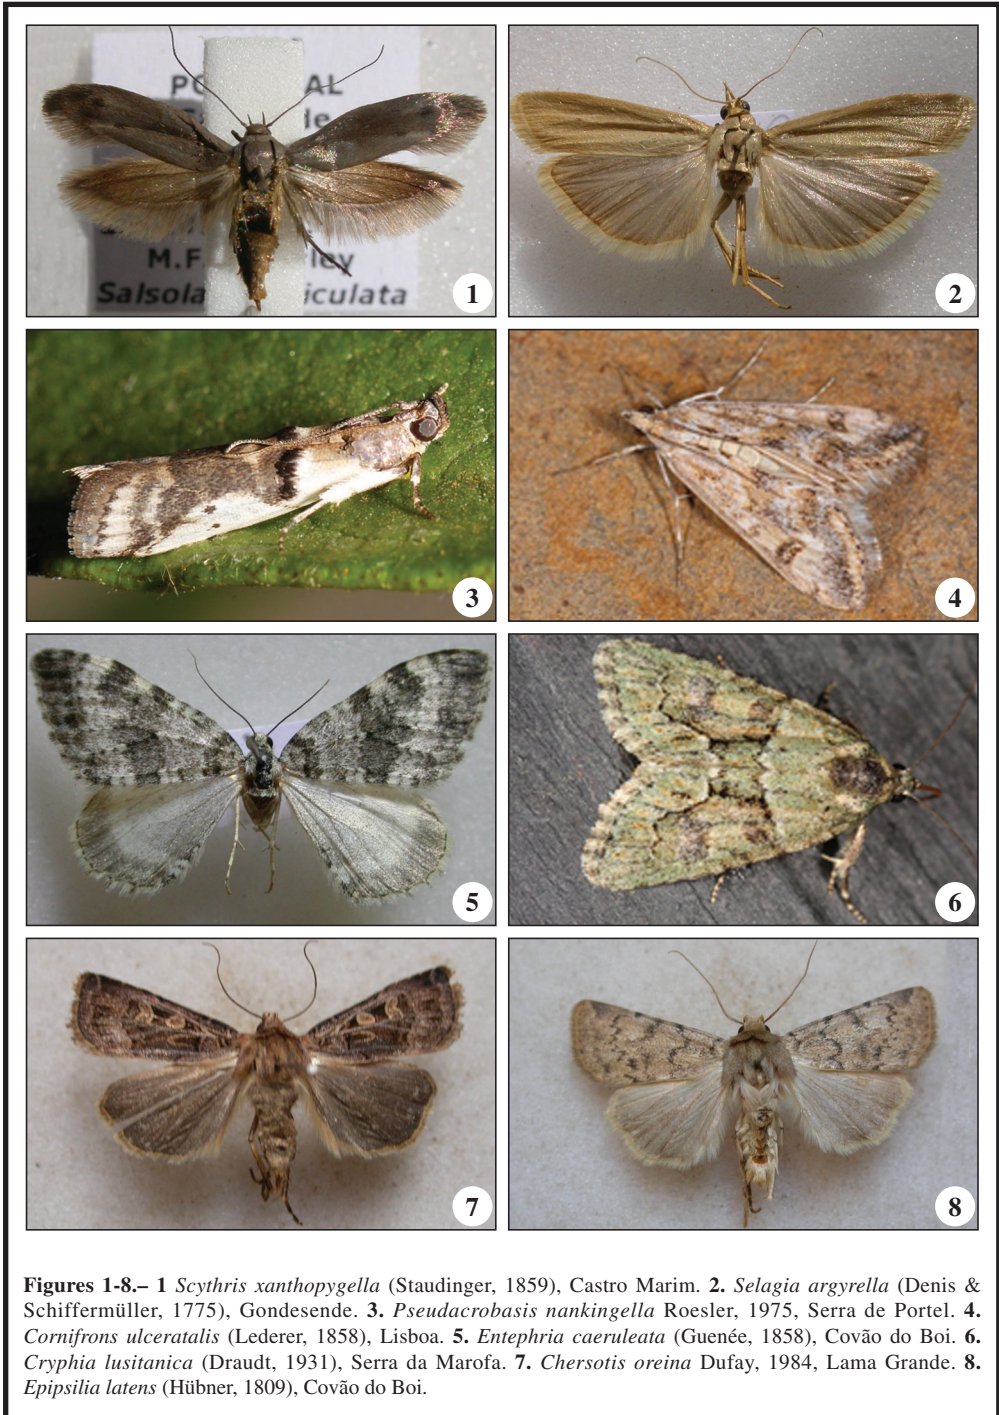 PO AL
de
M.F. ley
Salsola iculata
1
2
3
4
5
6
7
8
Figures 1-8.– 1 Scythris xanthopygella (Staudinger, 1859), Castro Marim. 2. Selagia argyrella (Denis &
Schiffermüller, 1775), Gondesende. 3. Pseudacrobasis nankingella Roesler, 1975, Serra de Portel. 4.
Cornifrons ulceratalis (Lederer, 1858), Lisboa. 5. Entephria caeruleata (Guenée, 1858), Covão do Boi. 6.
Cryphia lusitanica (Draudt, 1931), Serra da Marofa. 7. Chersotis oreina Dufay, 1984, Lama Grande. 8.
Epipsilia latens (Hübner, 1809), Covão do Boi.